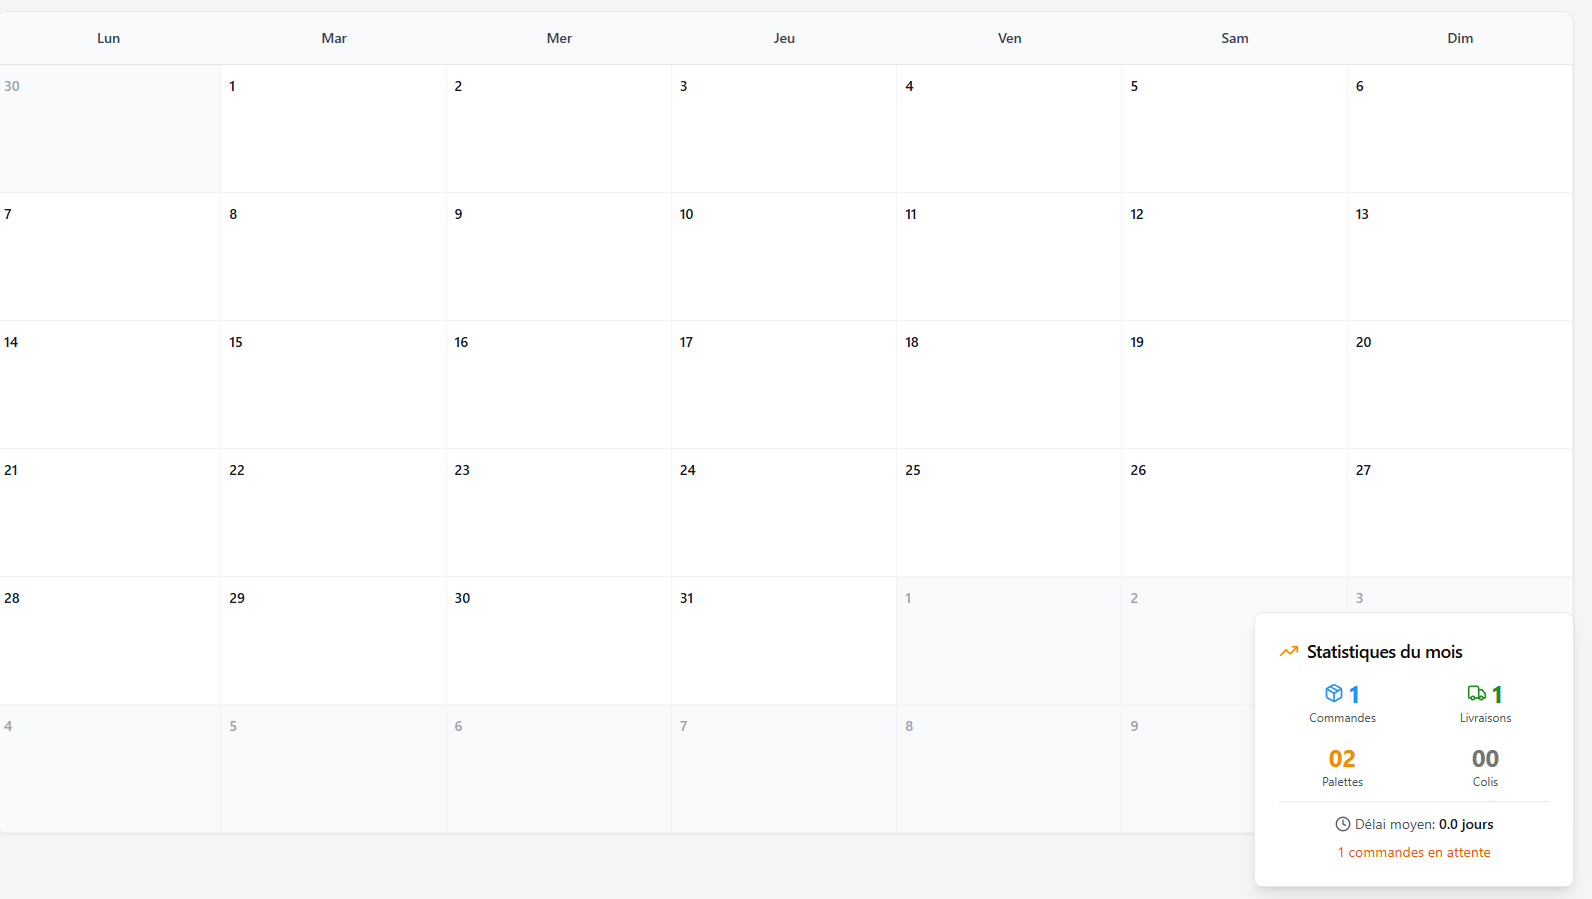 Lun Mar Mer Jeu Ven Sam Dim
30 1 2 3 4 5 6
7 8 9 10 11 12 13
14 15 16 17 18 19 20
21 22 23 24 25 26 27
28 29 30 31 1 2 3
4 5 6 7 8 9
Statistiques du mois
1 1
Commandes Livraisons
02 00
Palettes Colis
Délai moyen: 0.0 jours
1 commandes en attente